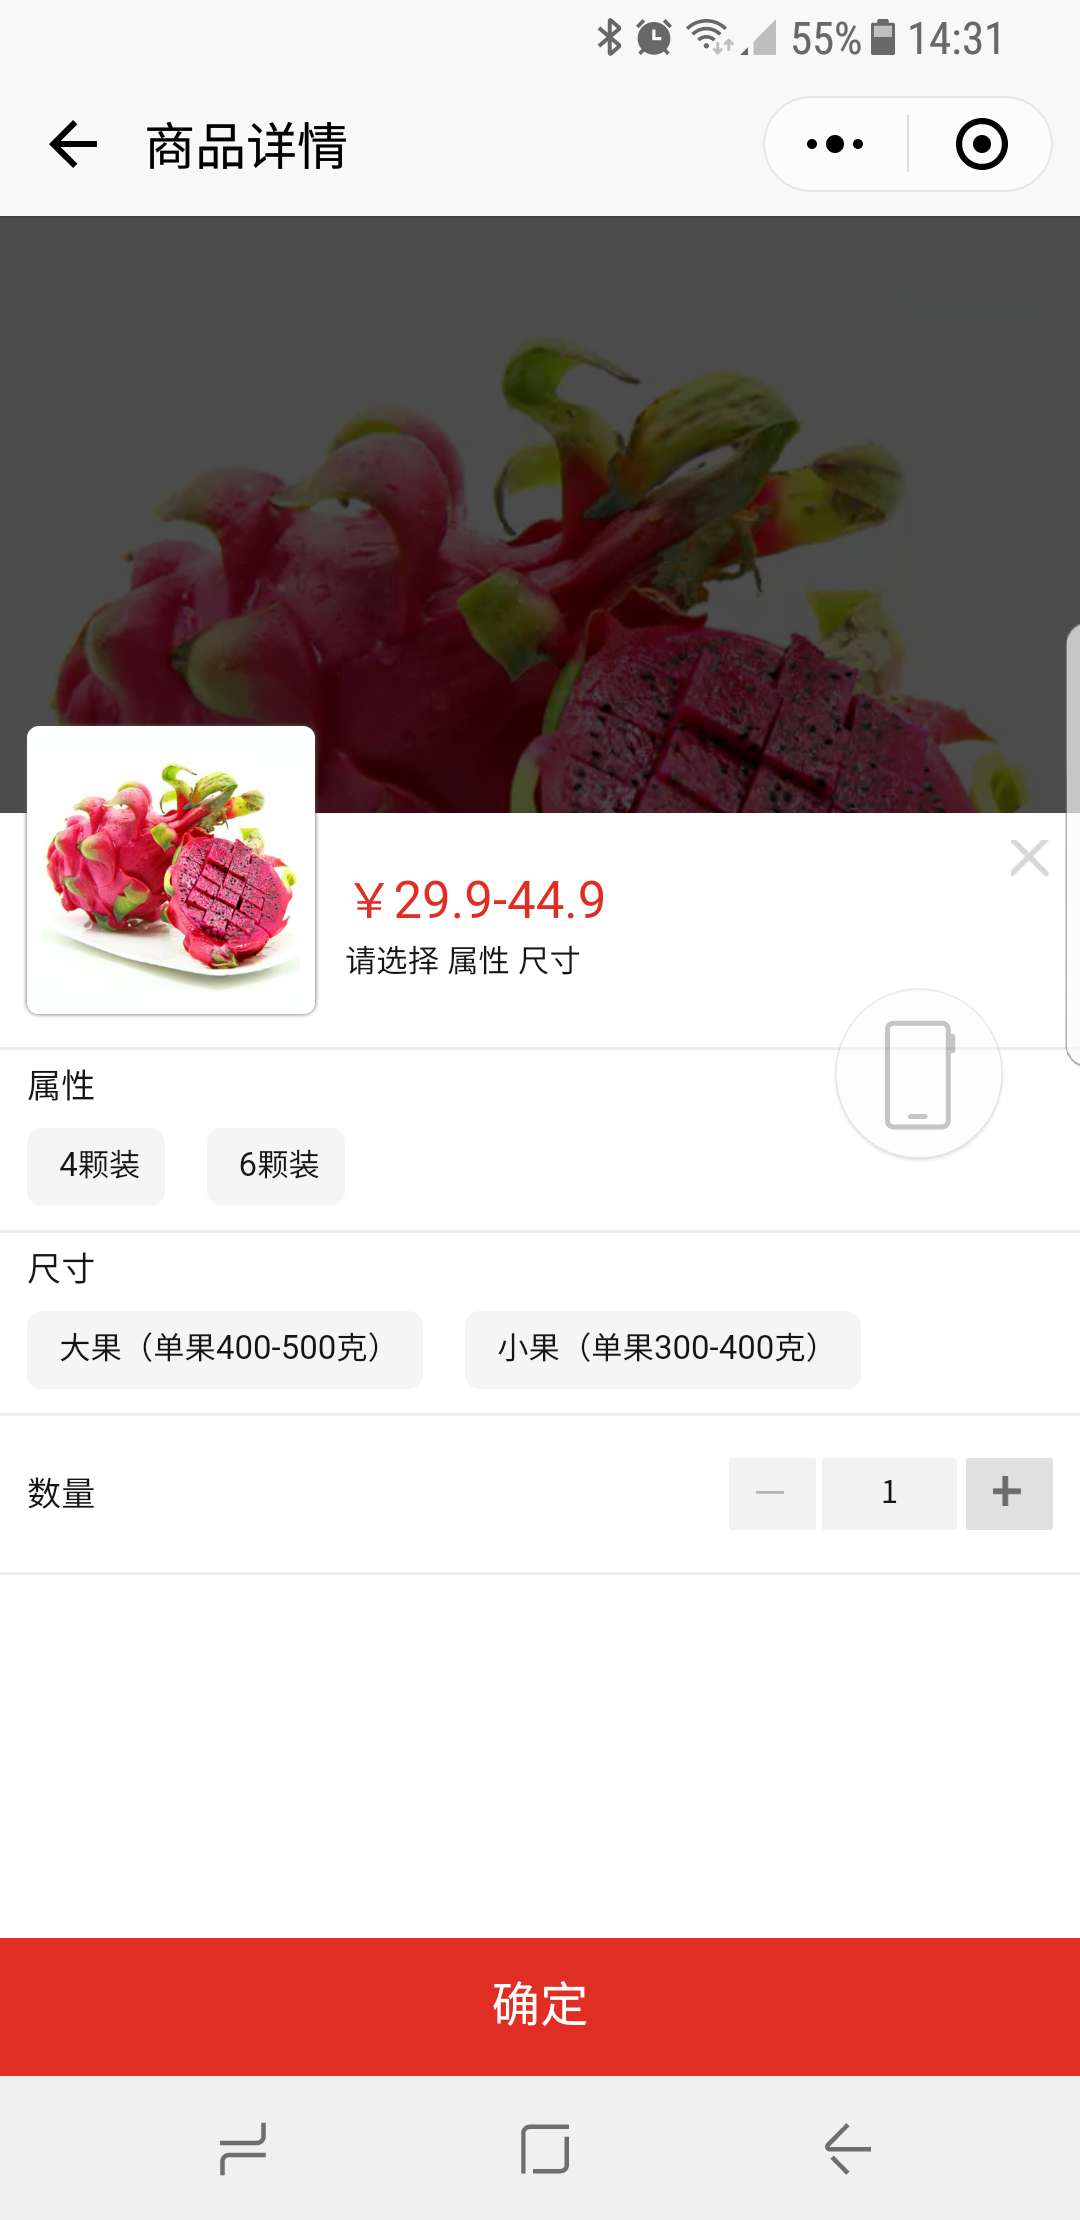 55% 14:31
商品详情
￥29.9-44.9
请选择 属性 尺寸
属性
4颗装 6颗装
尺寸
大果（单果400-500克） 小果（单果300-400克）
数量 1
确定